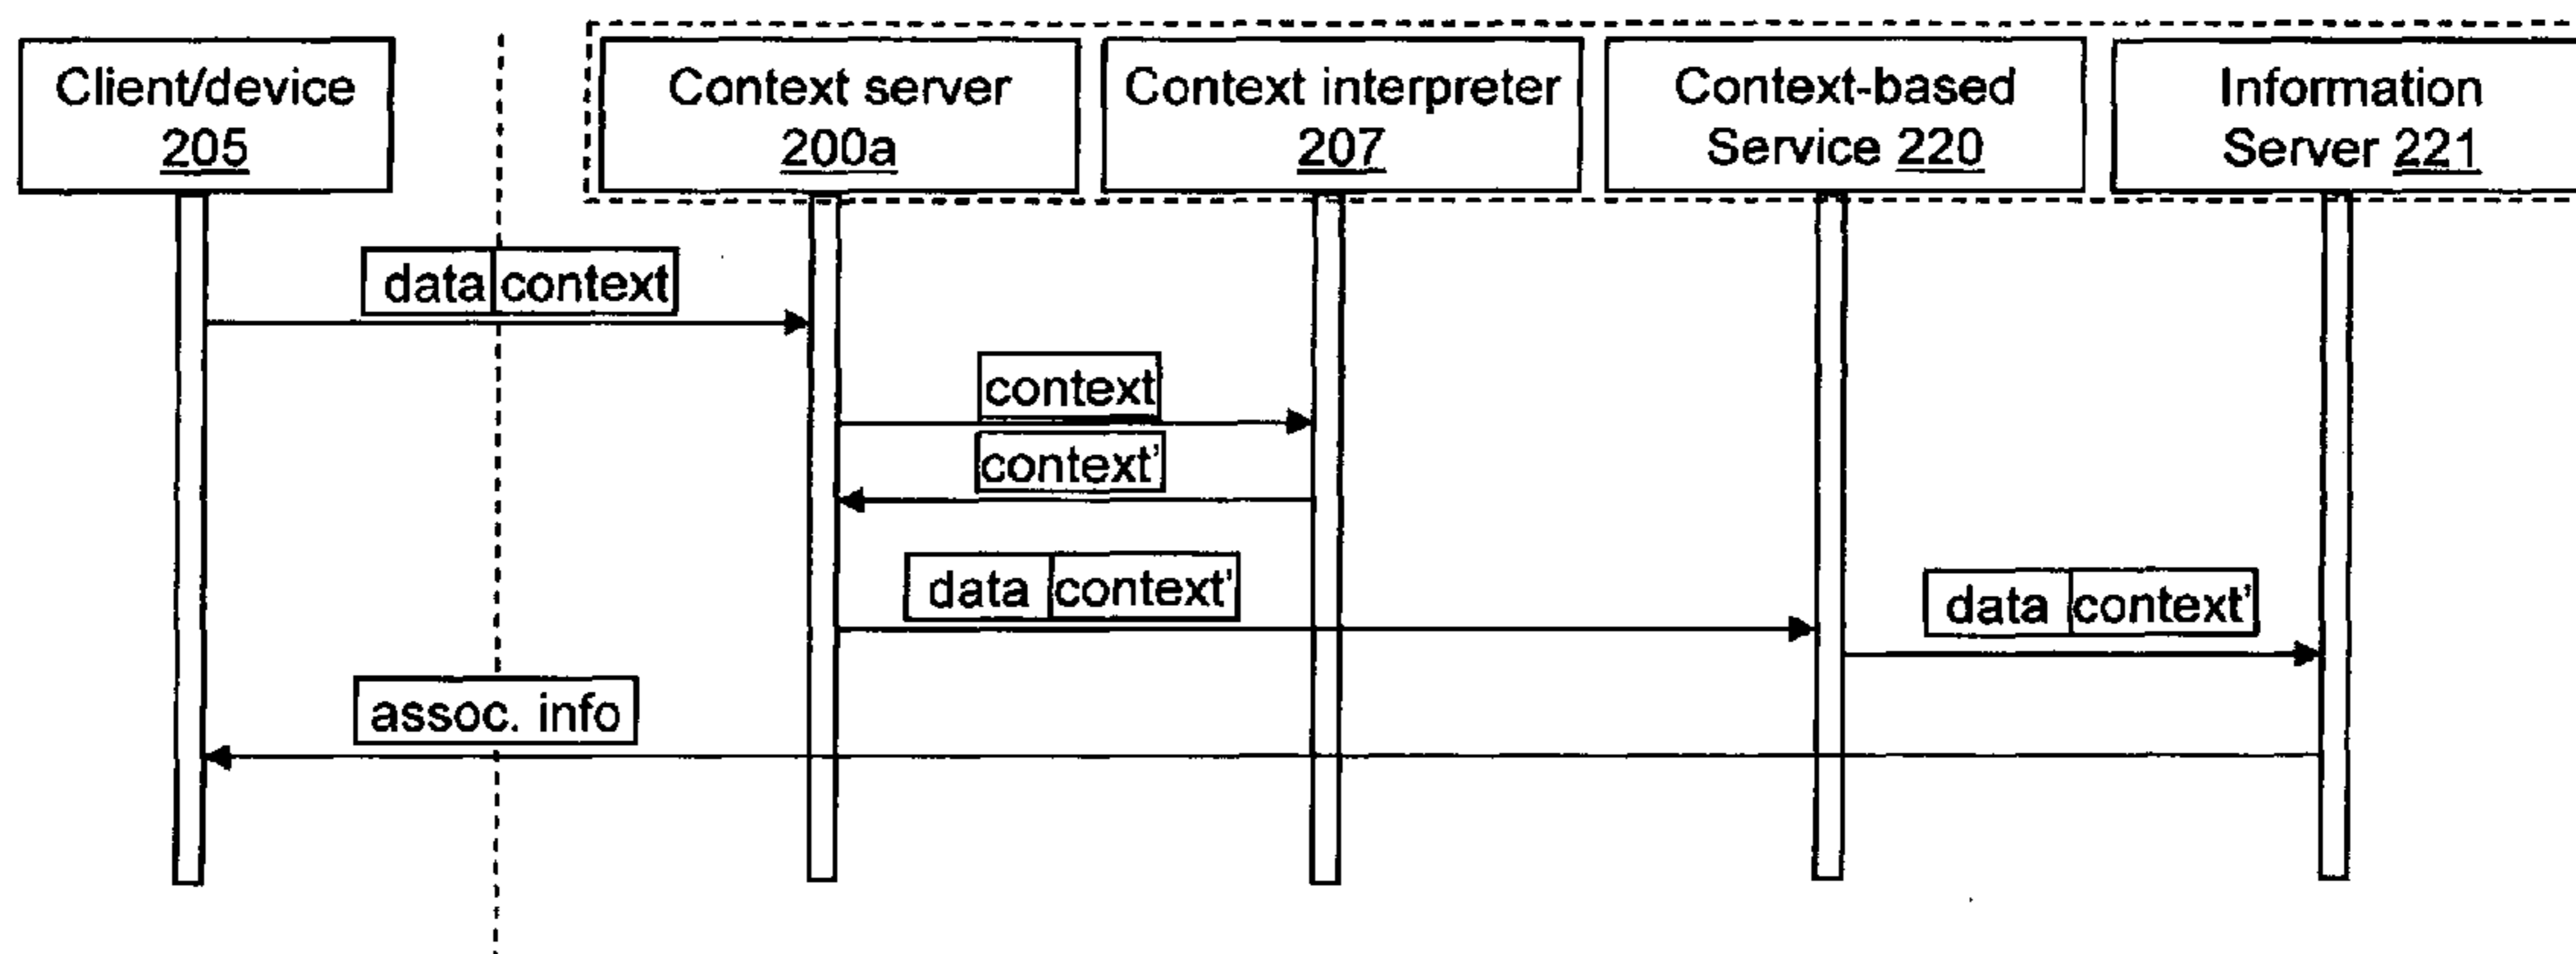 Client/device
205
Context server
200a
Context interpreter
207
Context-based
Service 220
Information
Server 221
data context
context
context'
data context'
data context'
assoc. info